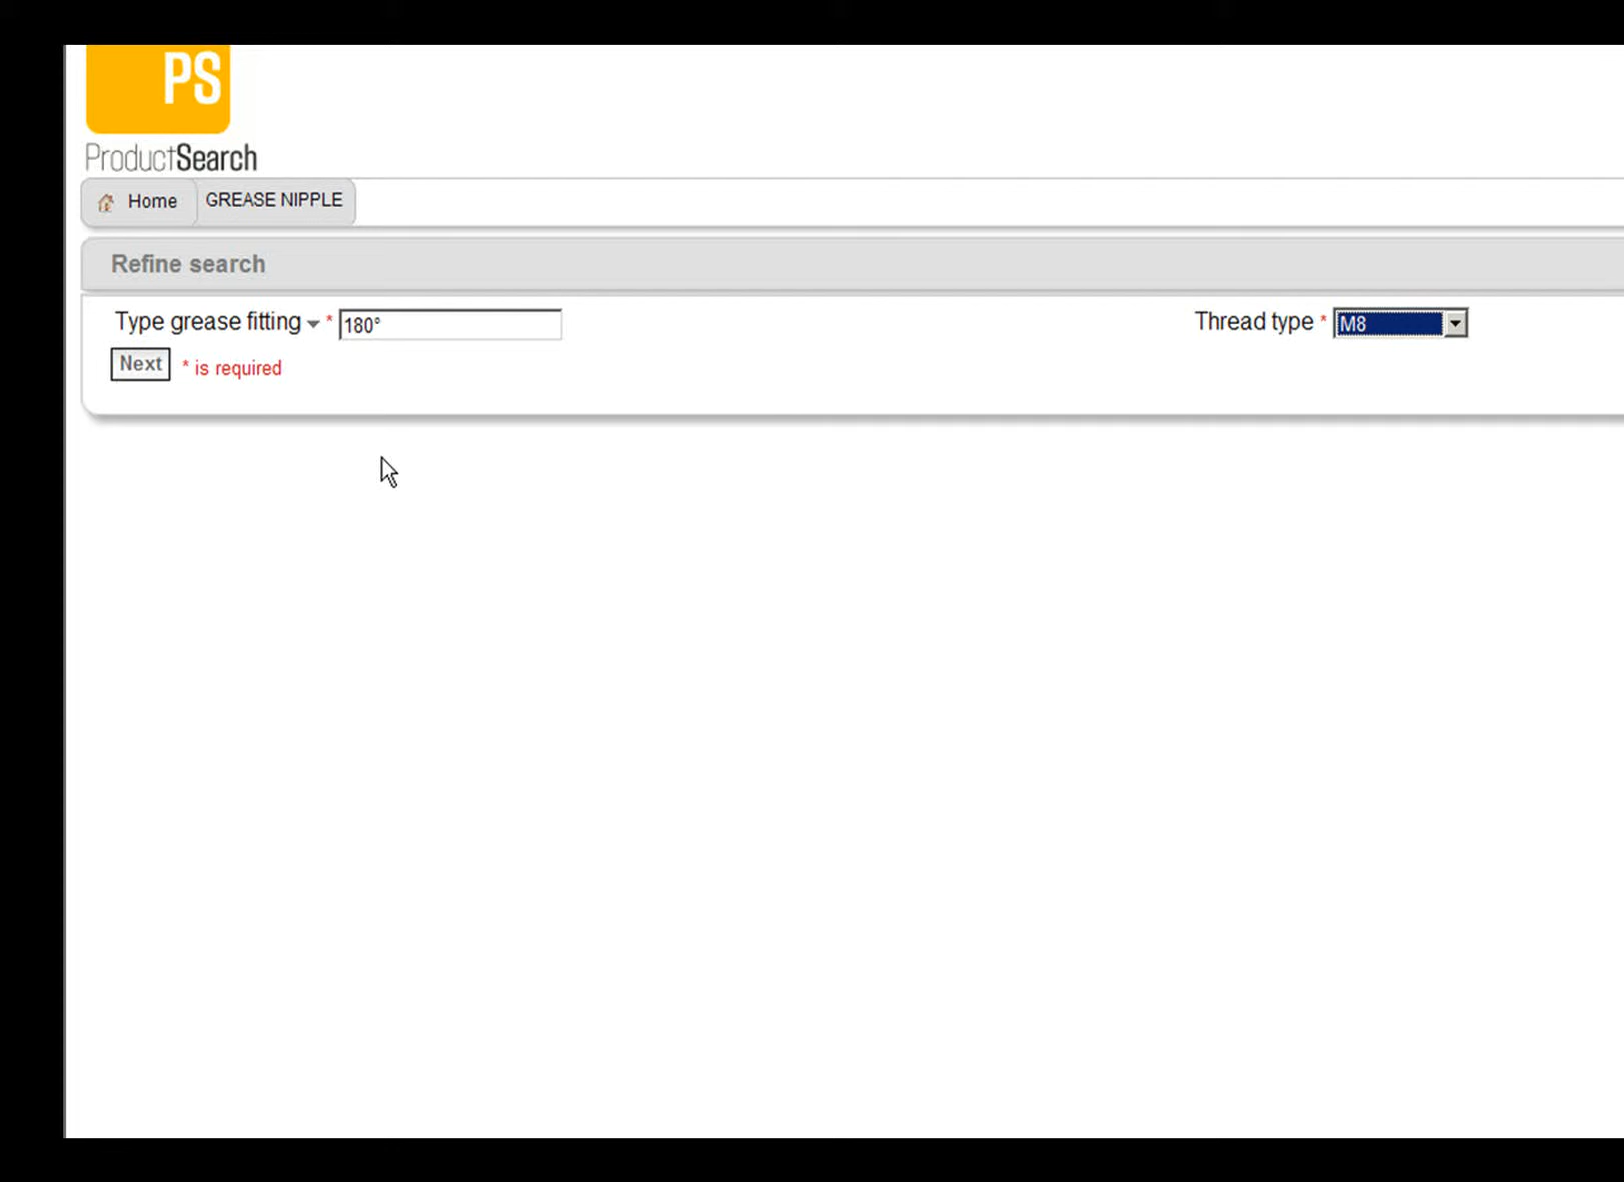 PS
ProductSearch
Home GREASE NIPPLE
Refine search
Type grease fitting * 180° Thread type * M8
Next * is required